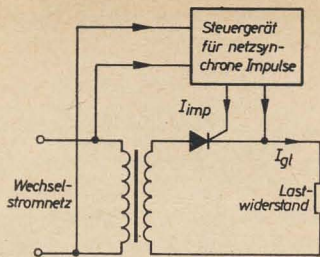 Steuergerät
für netzsyn-
chrone Impulse
Iimp
Igl
Wechsel-
stromnetz
Last-
widerstand